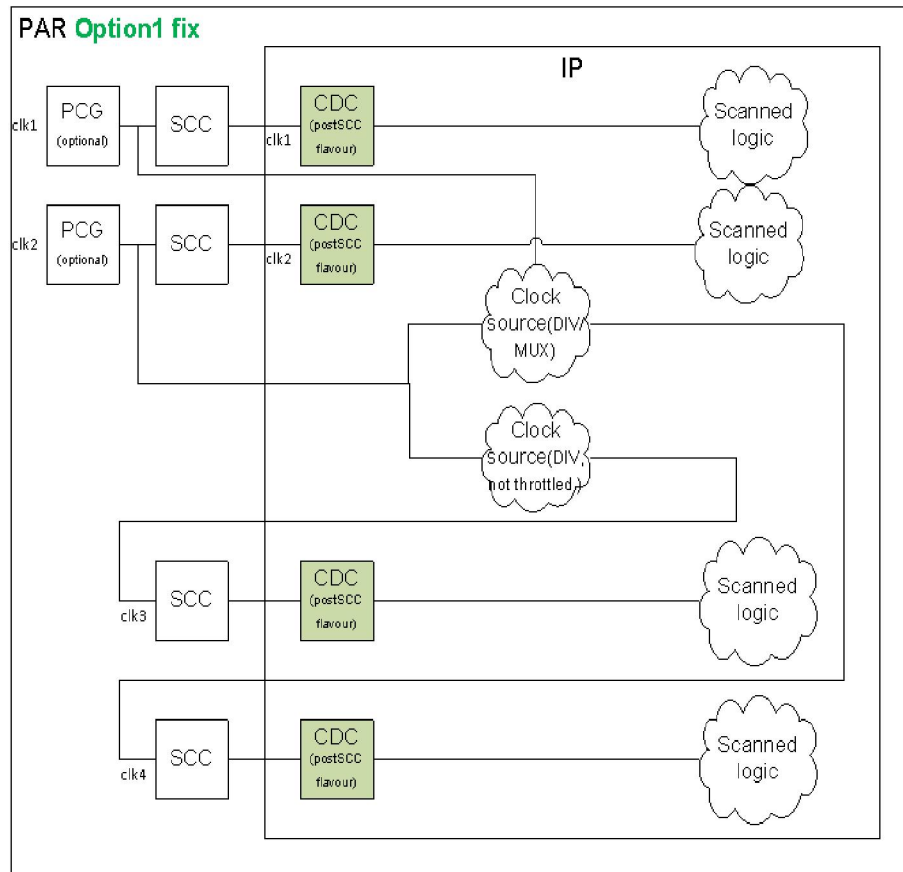 PAR Option1 fix
IP
clk1
PCG
(optional)
SCC
clk1
CDC
(postSCC
flavour)
Scanned
logic
clk2
PCG
(optional)
SCC
clk2
CDC
(postSCC
flavour)
Scanned
logic
Clock
source(DIV/
MUX)
Clock
source(DIV,
not throttled,)
clk3
SCC
CDC
(postSCC
flavour)
Scanned
logic
clk4
SCC
CDC
(postSCC
flavour)
Scanned
logic